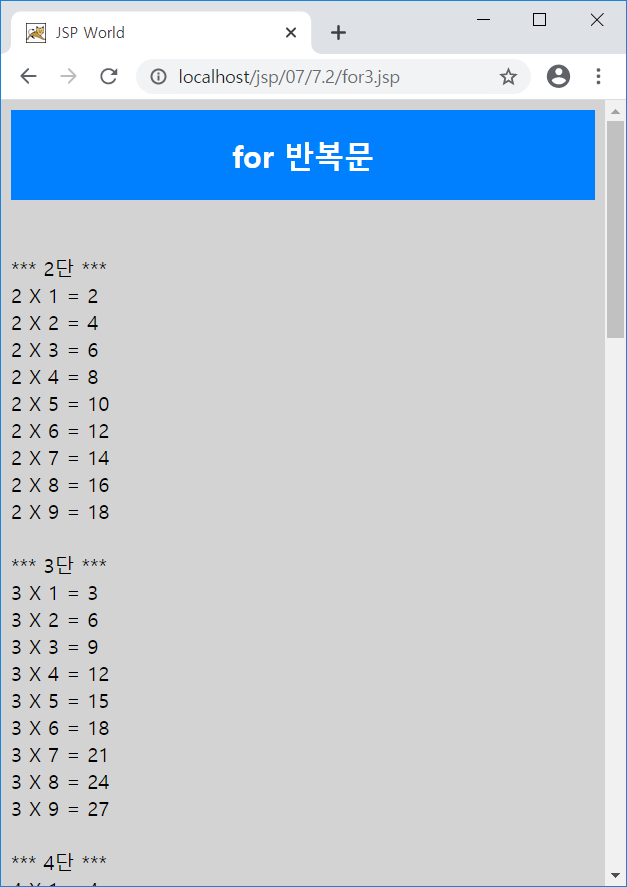 JSP World
localhost/jsp/07/7.2/for3.jsp
for 반복문
*** 2단 ***
2 X 1 = 2
2 X 2 = 4
2 X 3 = 6
2 X 4 = 8
2 X 5 = 10
2 X 6 = 12
2 X 7 = 14
2 X 8 = 16
2 X 9 = 18
*** 3단 ***
3 X 1 = 3
3 X 2 = 6
3 X 3 = 9
3 X 4 = 12
3 X 5 = 15
3 X 6 = 18
3 X 7 = 21
3 X 8 = 24
3 X 9 = 27
*** 4단 ***
4 X 1 = 4